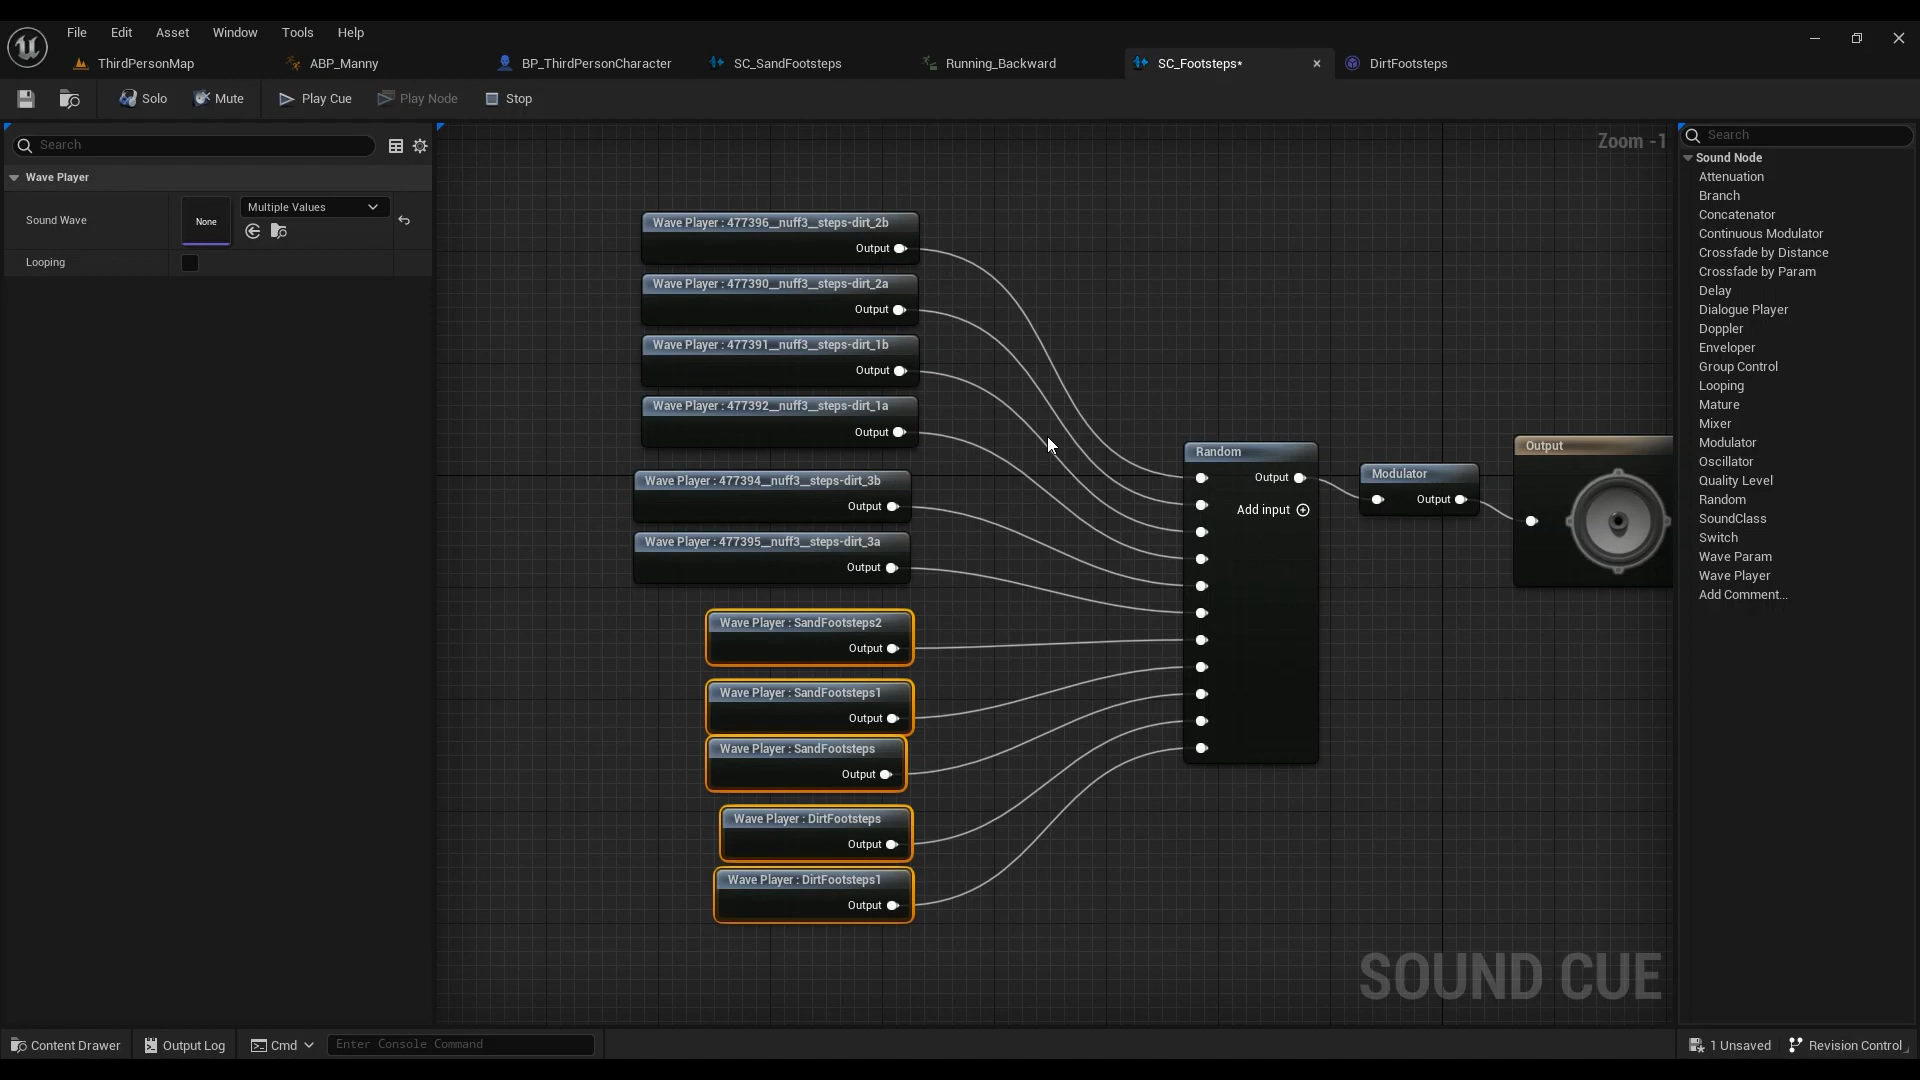 File Edit Asset Window Tools Help
ThirdPersonMap ABP_Manny BP_ThirdPersonCharacter SC_SandFootsteps Running_Backward SC_Footsteps* DirtFootsteps
Solo Mute Play Cue Play Node Stop
Search
Wave Player
Sound Wave
None
Multiple Values
Looping
Zoom -1
Wave Player : 477396__nuff3__steps-dirt_2b
Output
Wave Player : 477390__nuff3__steps-dirt_2a
Output
Wave Player : 477391__nuff3__steps-dirt_1b
Output
Wave Player : 477392__nuff3__steps-dirt_1a
Output
Wave Player : 477394__nuff3__steps-dirt_3b
Output
Wave Player : 477395__nuff3__steps-dirt_3a
Output
Wave Player : SandFootsteps2
Output
Wave Player : SandFootsteps1
Output
Wave Player : SandFootsteps
Output
Wave Player : DirtFootsteps
Output
Wave Player : DirtFootsteps1
Output
Random
Output
Add input
Modulator
Output
Output
SOUND CUE
Search
Sound Node
Attenuation
Branch
Concatenator
Continuous Modulator
Crossfade by Distance
Crossfade by Param
Delay
Dialogue Player
Doppler
Enveloper
Group Control
Looping
Mature
Mixer
Modulator
Oscillator
Quality Level
Random
SoundClass
Switch
Wave Param
Wave Player
Add Comment...
Content Drawer Output Log Cmd Enter Console Command 1 Unsaved Revision Control